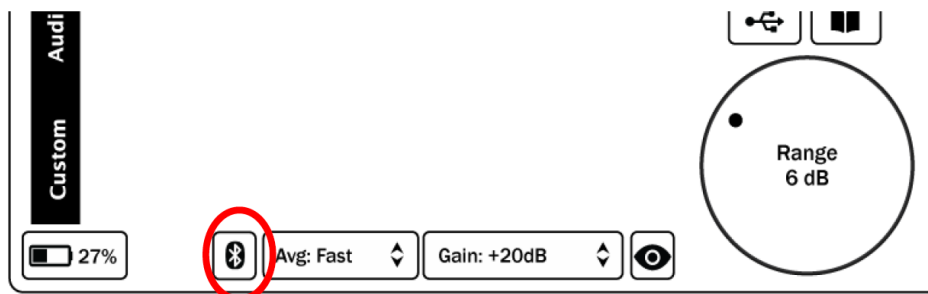 Audi
Custom
Range
6 dB
27%
Avg: Fast
Gain: +20dB